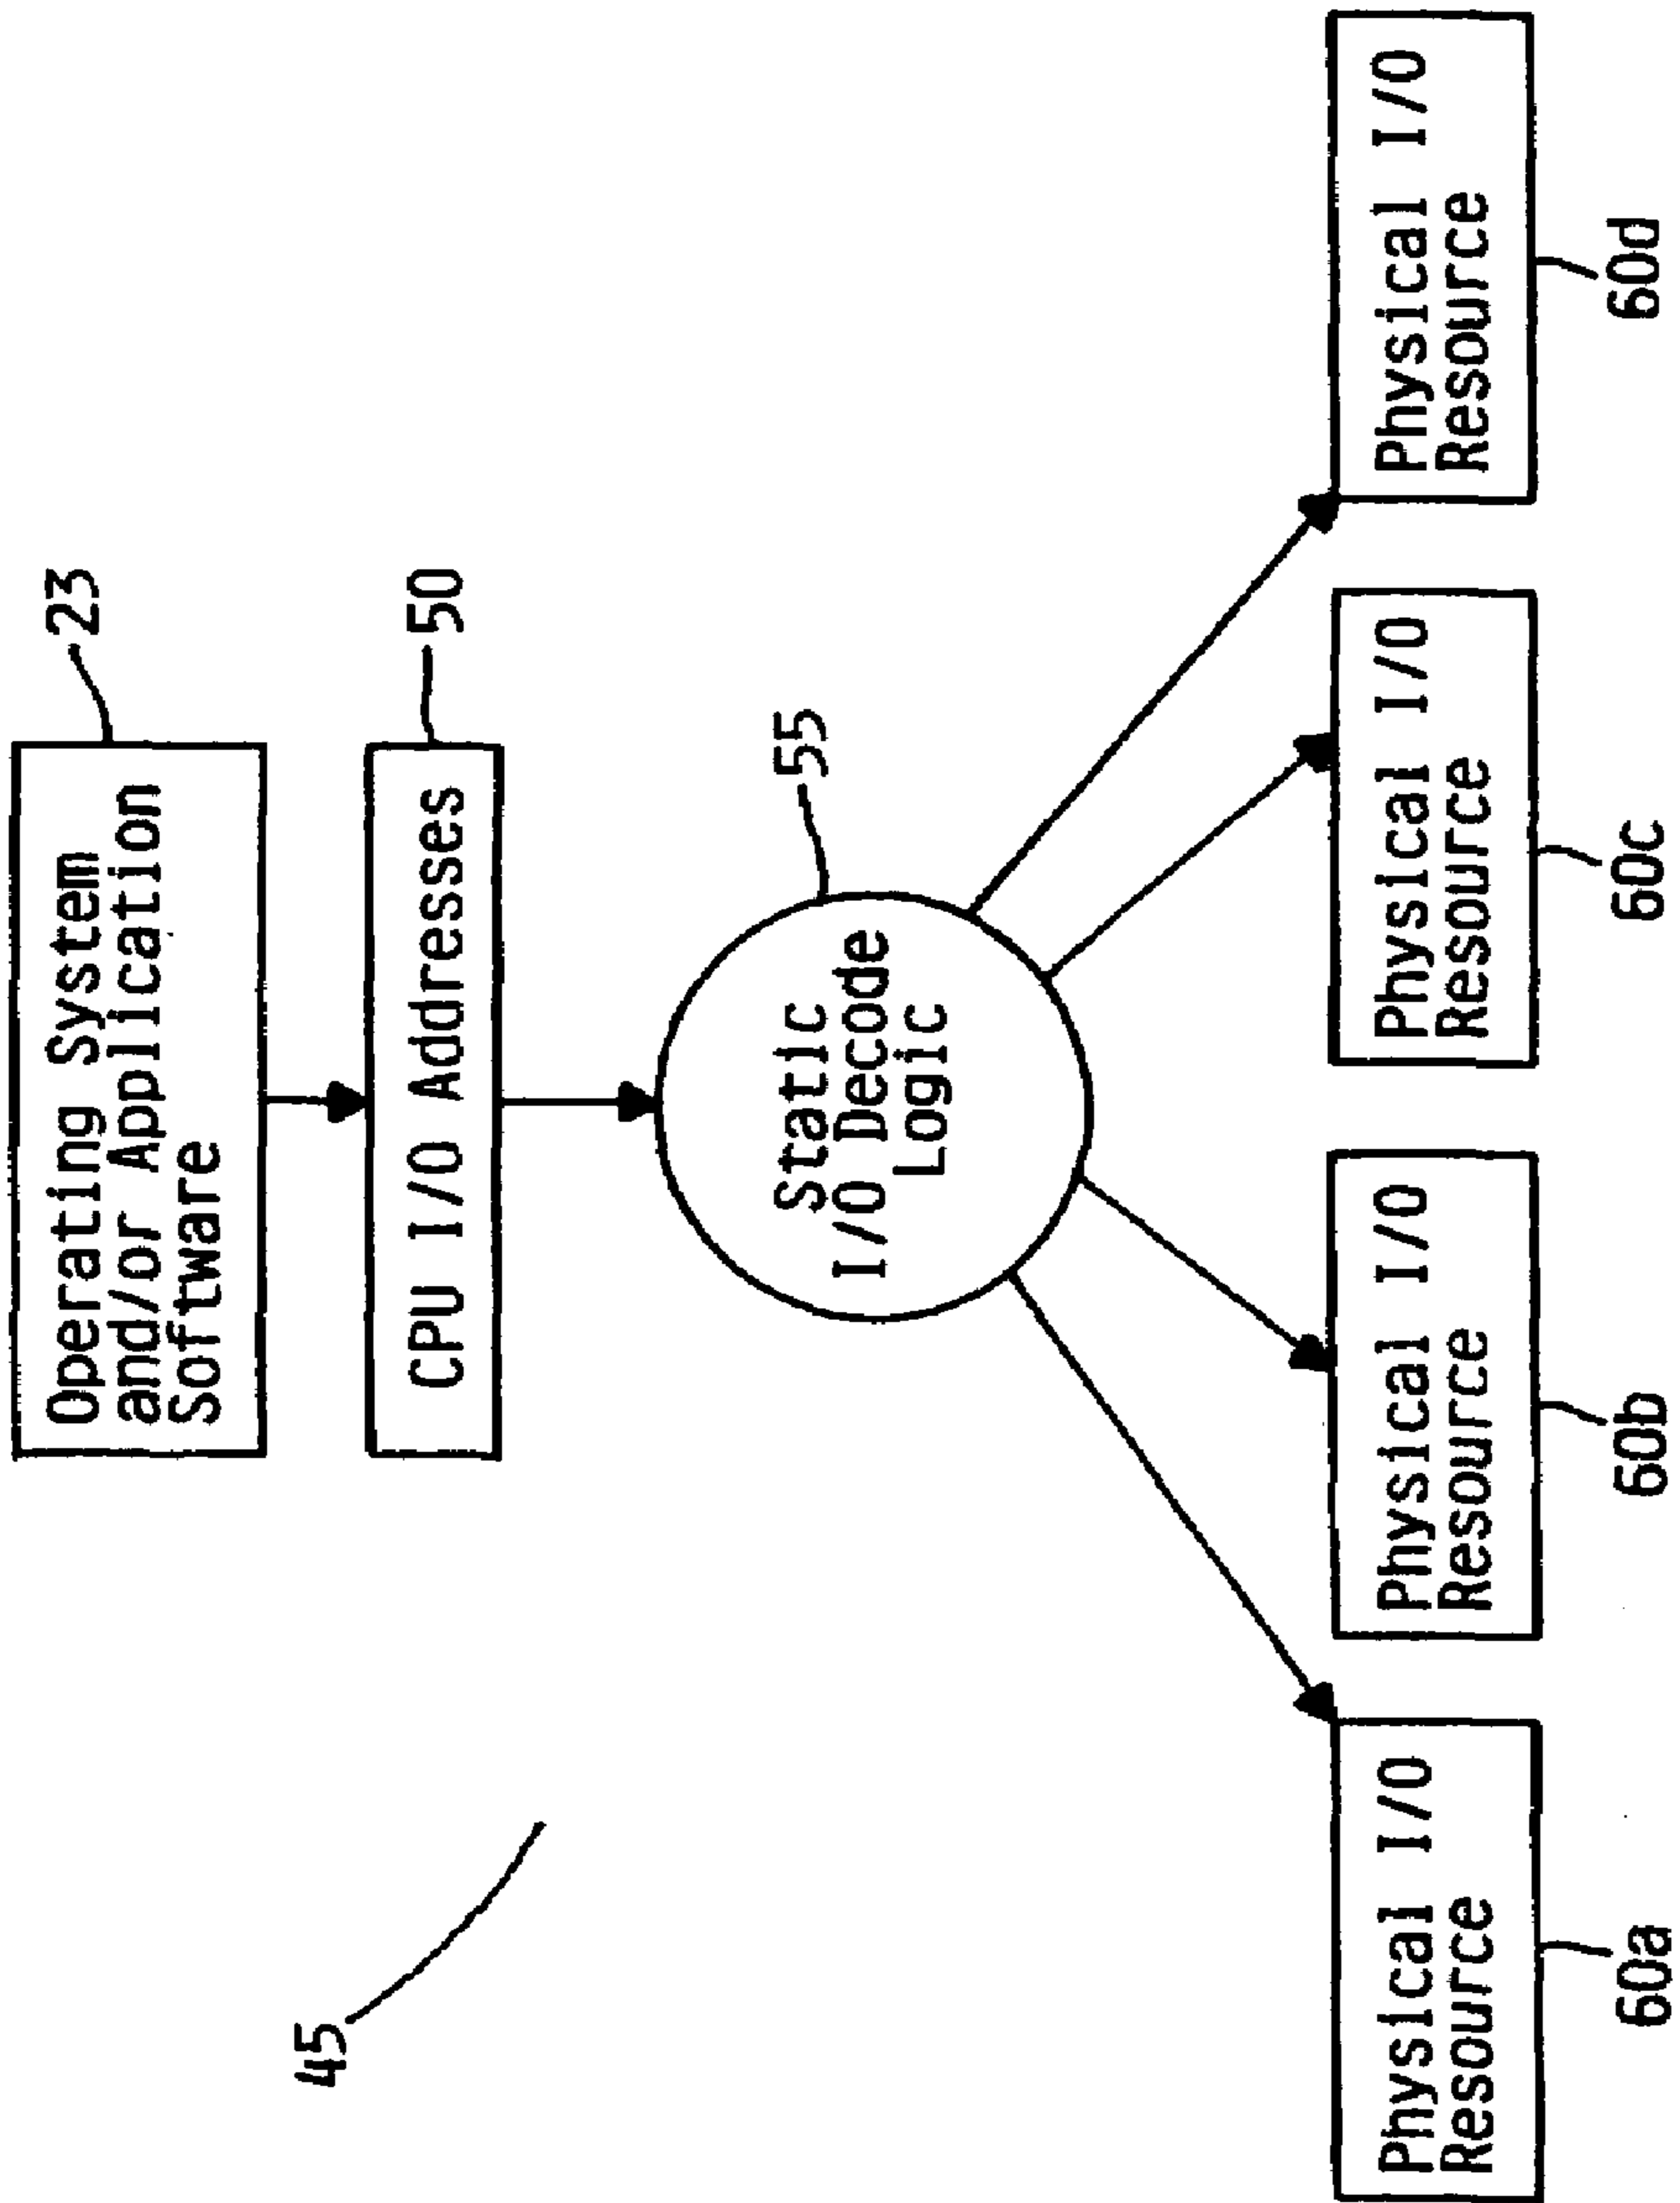 Operating System
and/or Application
Software
23
CPU I/O Addresses
50
45
Static
I/O Decode
Logic
55
Physical I/O
Resource
Physical I/O
Resource
Physical I/O
Resource
Physical I/O
Resource
60a
60b
60c
60d